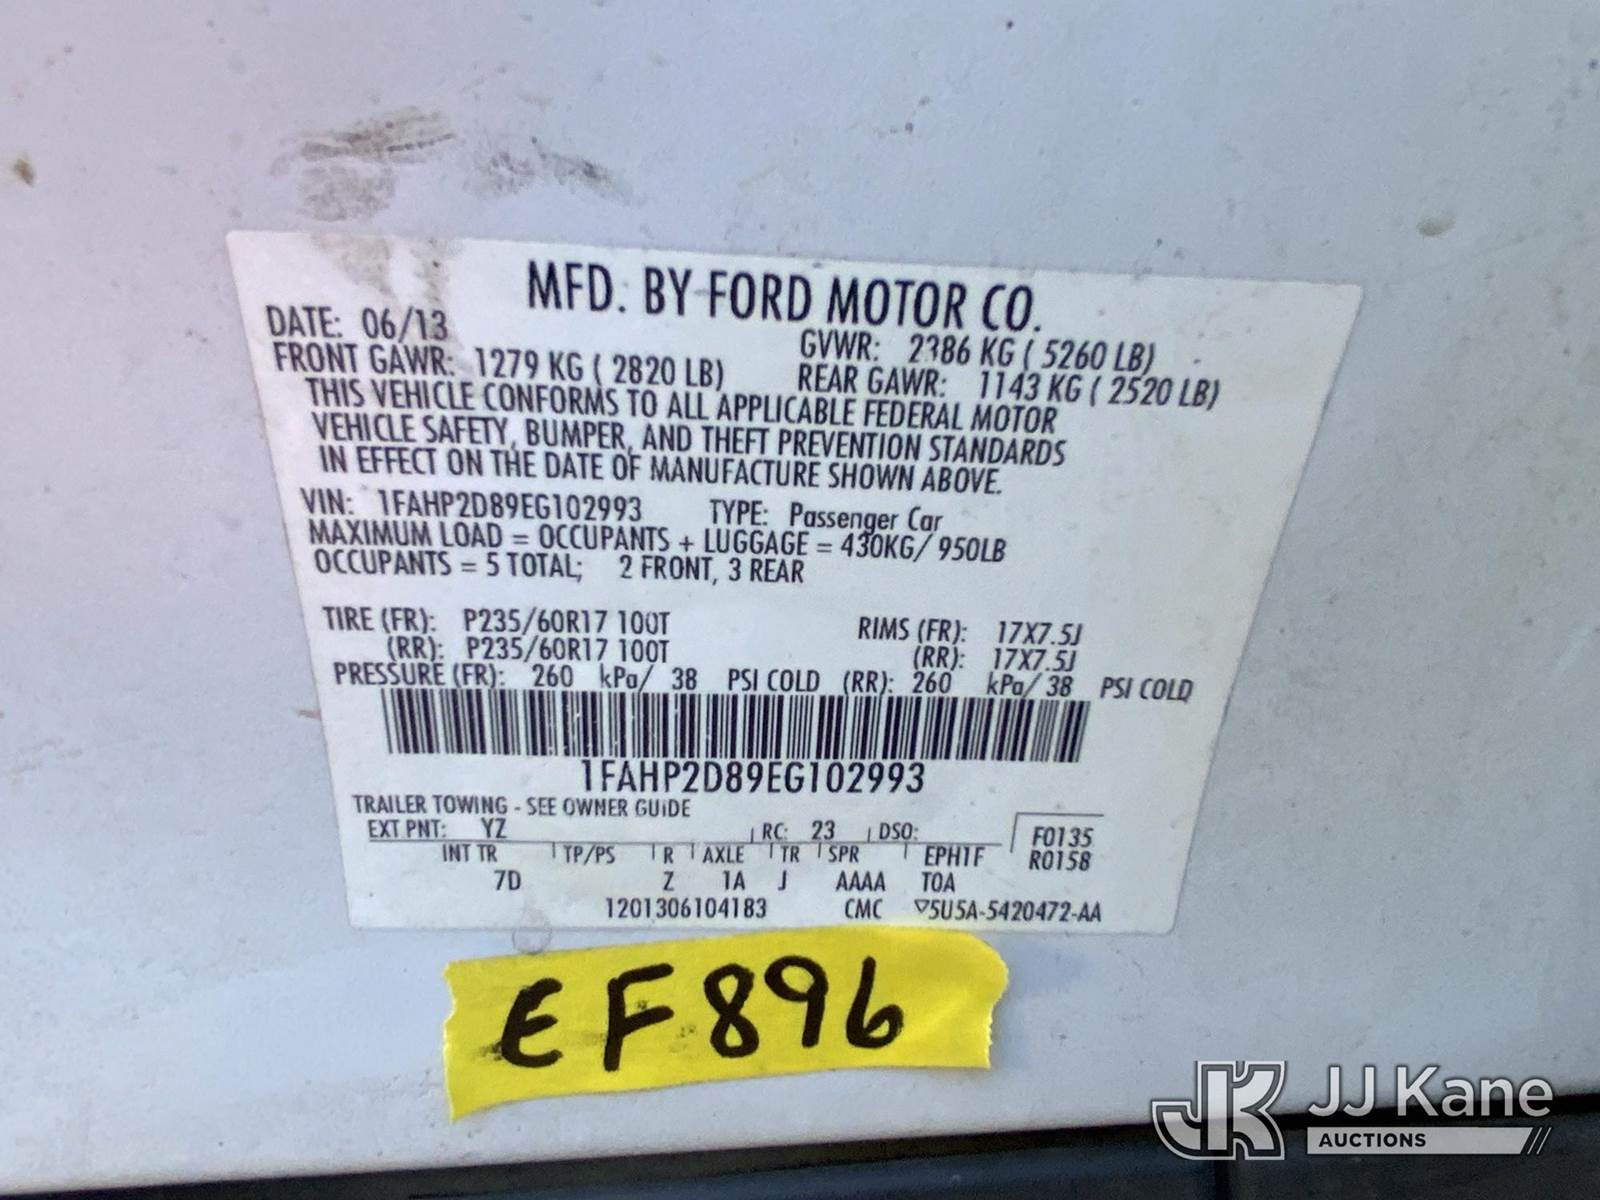 MFD. BY FORD MOTOR CO.
DATE: 06/13 GVWR: 2386 KG ( 5260 LB)
FRONT GAWR: 1279 KG ( 2820 LB) REAR GAWR: 1143 KG ( 2520 LB)
THIS VEHICLE CONFORMS TO ALL APPLICABLE FEDERAL MOTOR
VEHICLE SAFETY, BUMPER, AND THEFT PREVENTION STANDARDS
IN EFFECT ON THE DATE OF MANUFACTURE SHOWN ABOVE.
VIN: 1FAHP2D89EG102993 TYPE: Passenger Car
MAXIMUM LOAD = OCCUPANTS + LUGGAGE = 430KG/ 950LB
OCCUPANTS = 5 TOTAL; 2 FRONT, 3 REAR
TIRE (FR): P235/60R17 100T RIMS (FR): 17X7.5J
(RR): P235/60R17 100T (RR): 17X7.5J
PRESSURE (FR): 260 kPa/ 38 PSI COLD (RR): 260 kPa/ 38 PSI COLD
1FAHP2D89EG102993
TRAILER TOWING - SEE OWNER GUIDE
EXT PNT: YZ RC: 23 DSO: F0135
INT TR TP/PS R AXLE TR SPR EPH1F R0158
7D Z 1A J AAAA TOA
1201306104183 CMC ▽5U5A-5420472-AA
EF896
JK JJ Kane
AUCTIONS